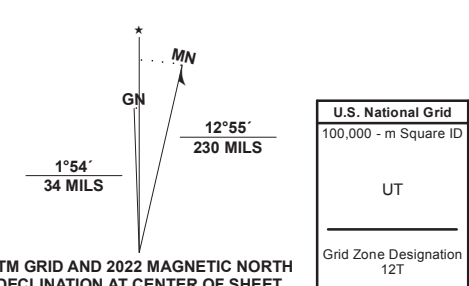 ★
MN
GN
12°55´
230 MILS
1°54´
34 MILS
TM GRID AND 2022 MAGNETIC NORTH
DECLINATION AT CENTER OF SHEET
U.S. National Grid
100,000 - m Square ID
UT
Grid Zone Designation
12T